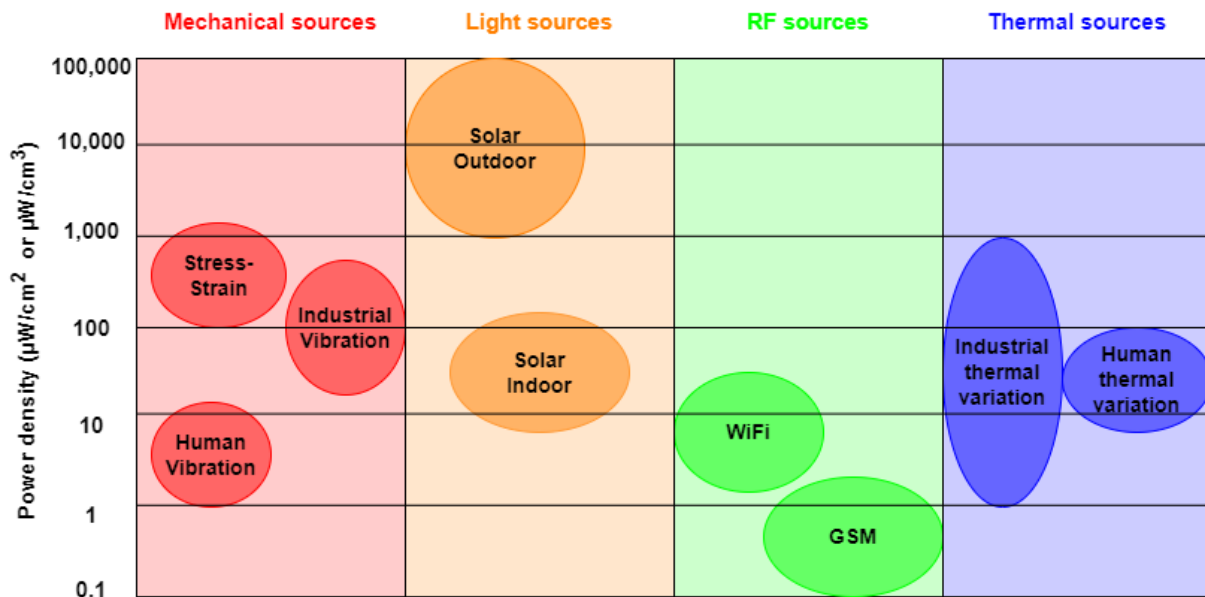 Mechanical sources
Light sources
RF sources
Thermal sources
Power density (µW/cm² or µW/cm³)
100,000
10,000
1,000
100
10
1
0.1
Stress-
Strain
Industrial
Vibration
Human
Vibration
Solar
Outdoor
Solar
Indoor
WiFi
GSM
Industrial
thermal
variation
Human
thermal
variation